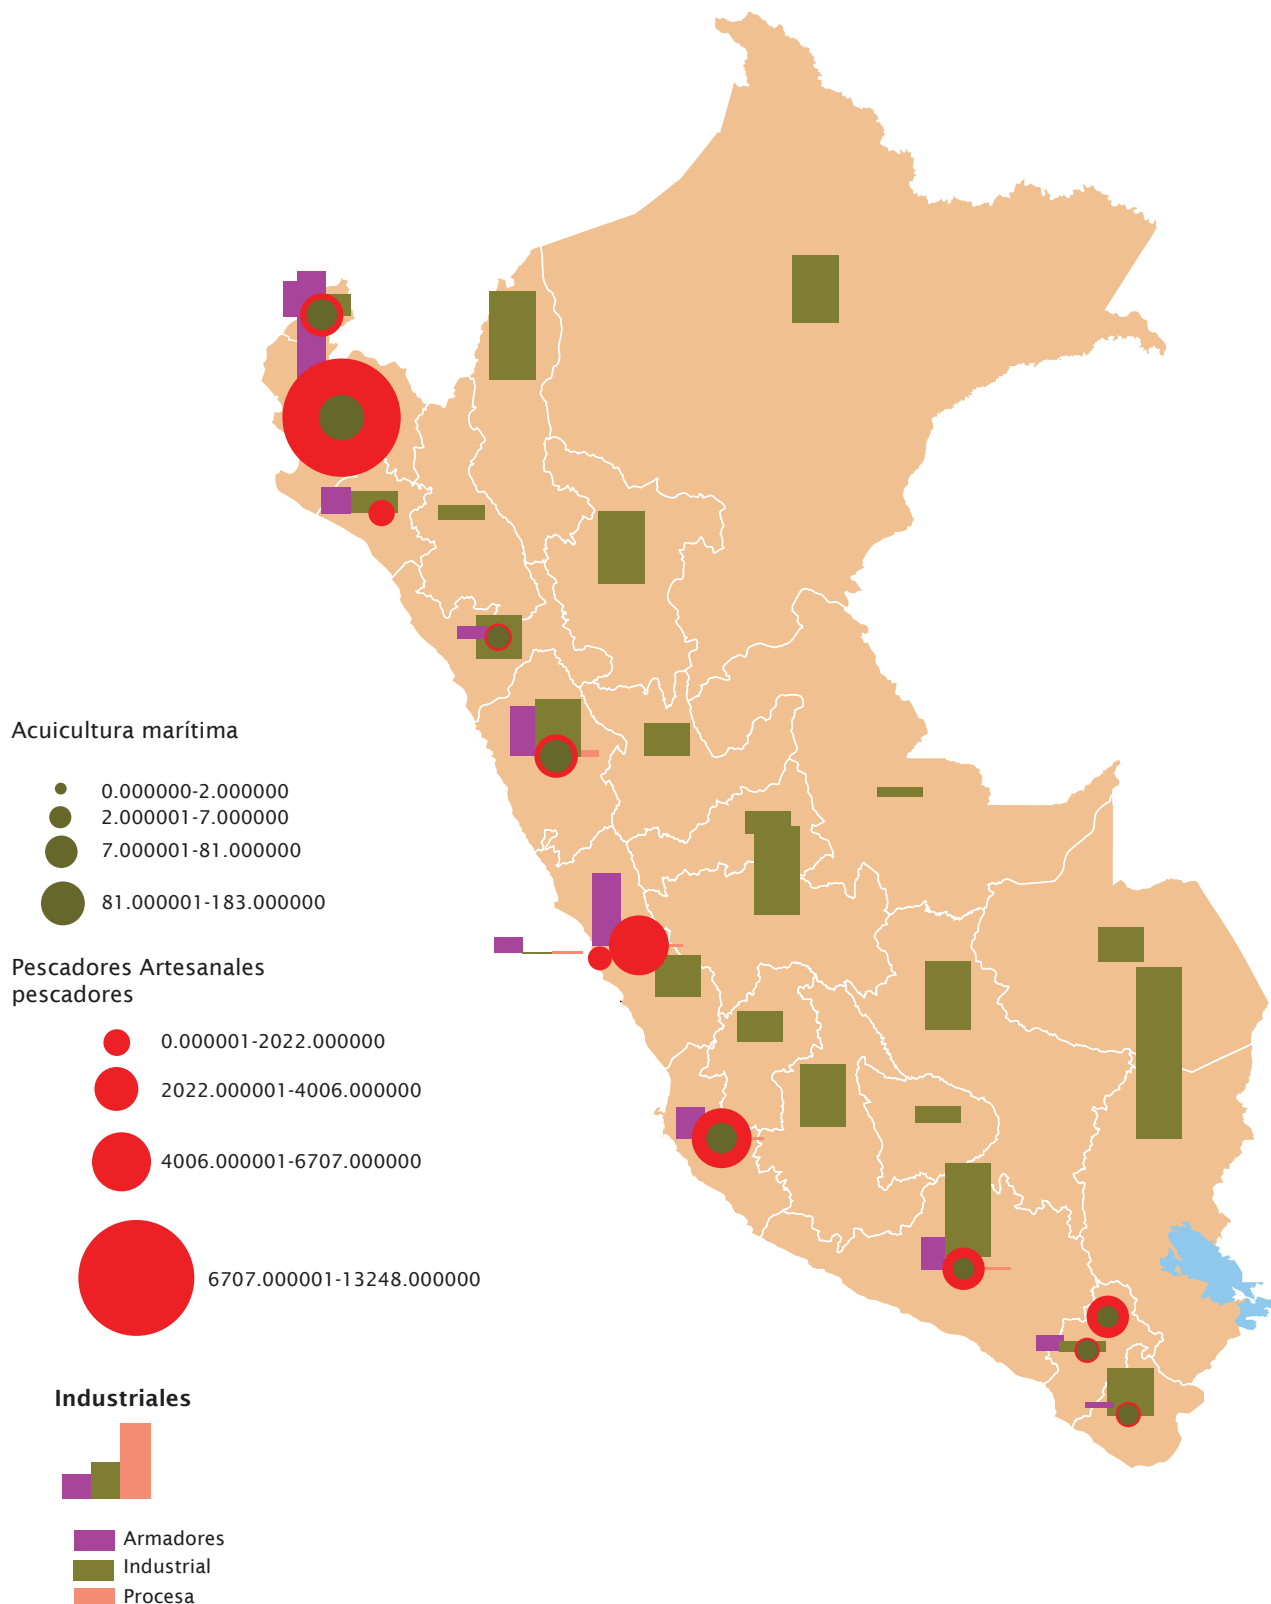 Acuicultura marítima
0.000000-2.000000
2.000001-7.000000
7.000001-81.000000
81.000001-183.000000
Pescadores Artesanales
pescadores
0.000001-2022.000000
2022.000001-4006.000000
4006.000001-6707.000000
6707.000001-13248.000000
Industriales
Armadores
Industrial
Procesa